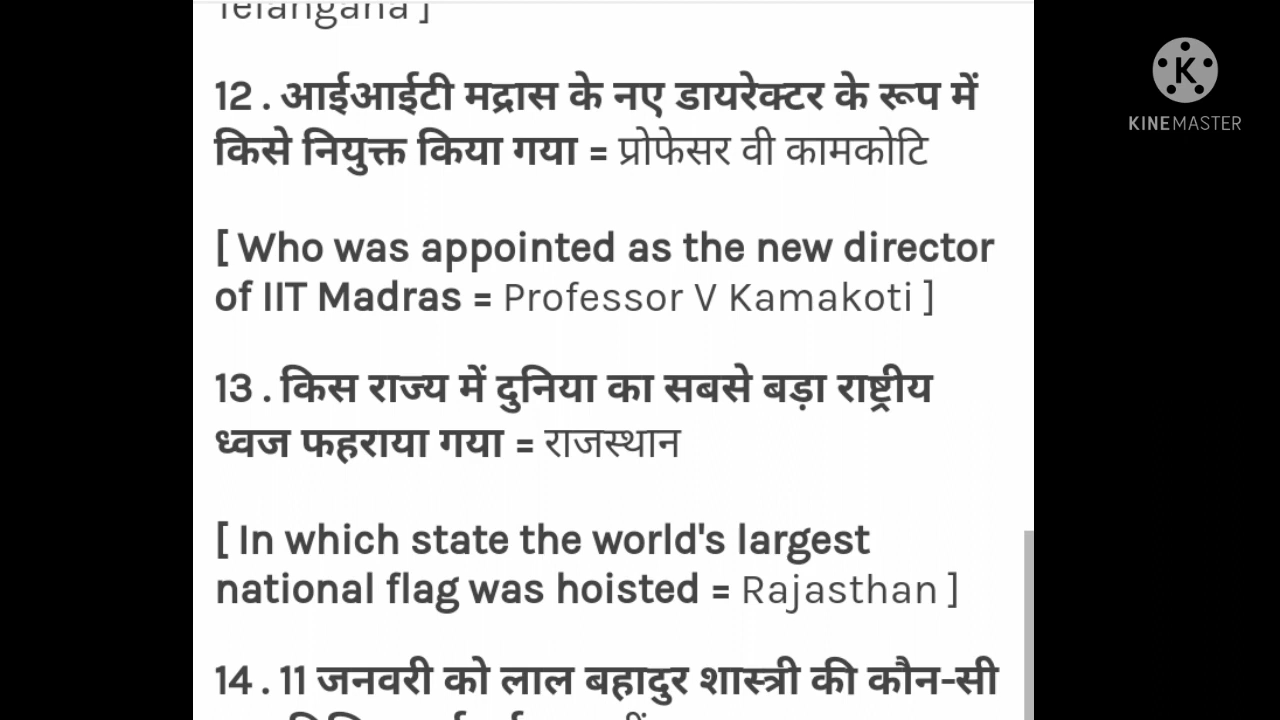 Telangana ]
12 . आईआईटी मद्रास के नए डायरेक्टर के रूप में
किसे नियुक्त किया गया = प्रोफेसर वी कामकोटि
[ Who was appointed as the new director
of IIT Madras = Professor V Kamakoti ]
13 . किस राज्य में दुनिया का सबसे बड़ा राष्ट्रीय
ध्वज फहराया गया = राजस्थान
[ In which state the world's largest
national flag was hoisted = Rajasthan ]
14 . 11 जनवरी को लाल बहादुर शास्त्री की कौन-सी
K
KINEMASTER